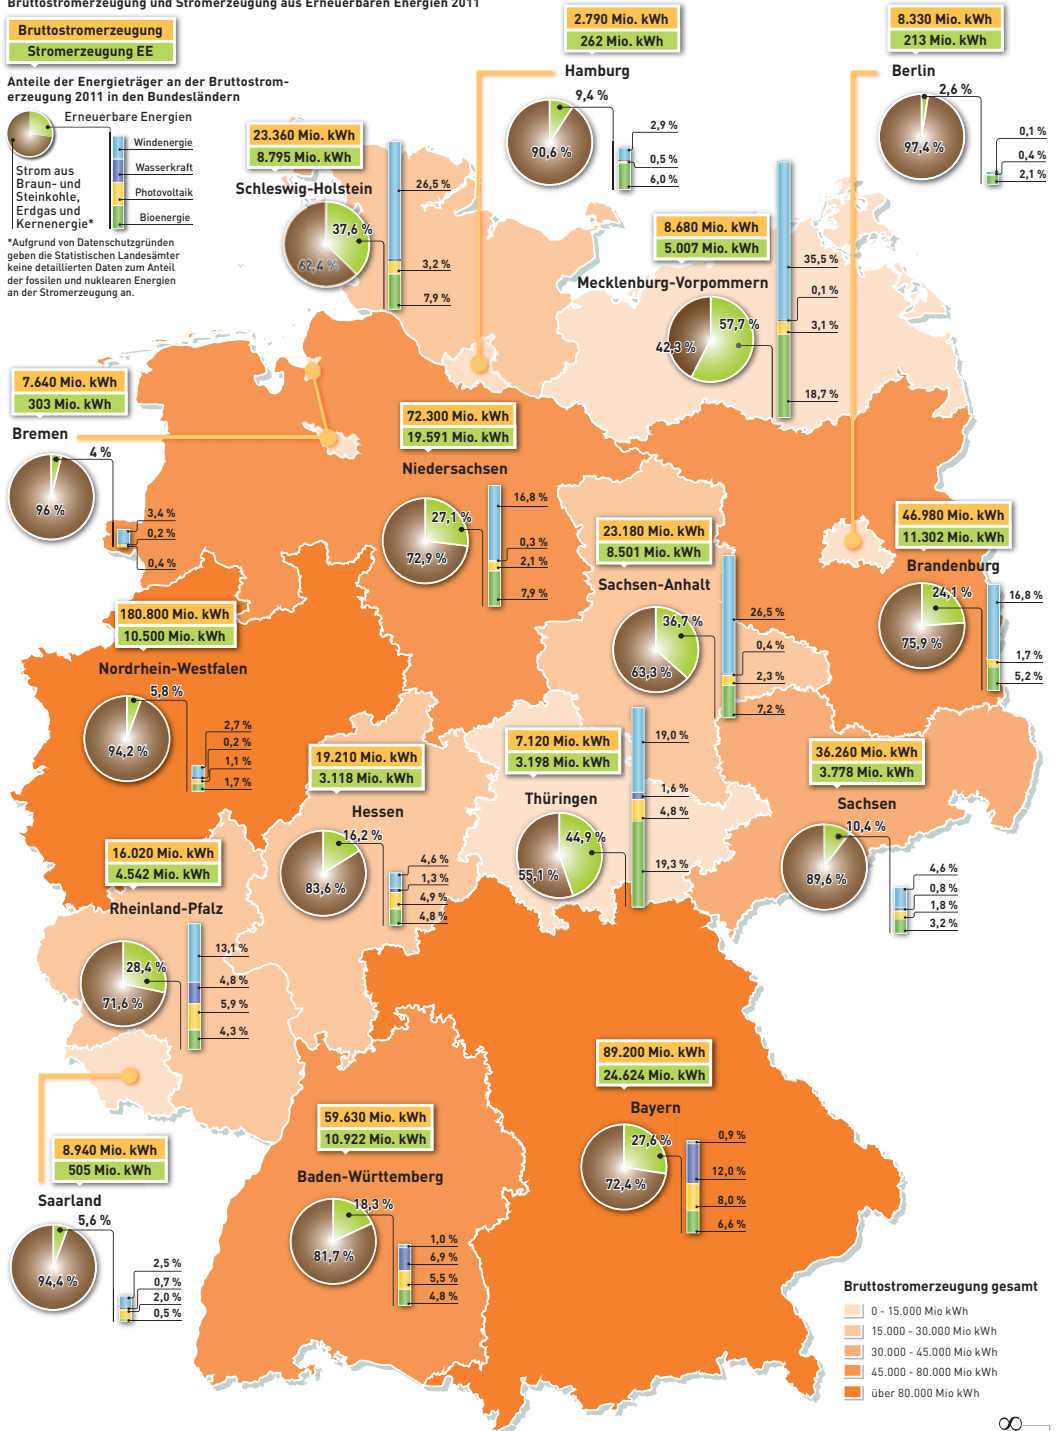 Bruttostromerzeugung und Stromerzeugung aus Erneuerbaren Energien 2011
Bruttostromerzeugung
Stromerzeugung EE
Anteile der Energieträger an der Bruttostrom-
erzeugung 2011 in den Bundesländern
Erneuerbare Energien
Windenergie
Wasserkraft
Photovoltaik
Bioenergie
Strom aus
Braun- und
Steinkohle,
Erdgas und
Kernenergie*
*Aufgrund von Datenschutzgründen
geben die Statistischen Landesämter
keine detaillierten Daten zum Anteil
der fossilen und nuklearen Energien
an der Stromerzeugung an.
2.790 Mio. kWh
262 Mio. kWh
Hamburg
9,4 %
90,6 %
2,9 %
0,5 %
6,0 %
8.330 Mio. kWh
213 Mio. kWh
Berlin
2,6 %
97,4 %
0,1 %
0,4 %
2,1 %
23.360 Mio. kWh
8.795 Mio. kWh
Schleswig-Holstein
37,6 %
62,4 %
26,5 %
3,2 %
7,9 %
8.680 Mio. kWh
5.007 Mio. kWh
Mecklenburg-Vorpommern
57,7 %
42,3 %
35,5 %
0,1 %
3,1 %
18,7 %
7.640 Mio. kWh
303 Mio. kWh
Bremen
4 %
96 %
3,4 %
0,2 %
0,4 %
72.300 Mio. kWh
19.591 Mio. kWh
Niedersachsen
27,1 %
72,9 %
16,8 %
0,3 %
2,1 %
7,9 %
23.180 Mio. kWh
8.501 Mio. kWh
Sachsen-Anhalt
36,7 %
63,3 %
26,5 %
0,4 %
2,3 %
7,2 %
46.980 Mio. kWh
11.302 Mio. kWh
Brandenburg
24,1 %
75,9 %
16,8 %
1,7 %
5,2 %
180.800 Mio. kWh
10.500 Mio. kWh
Nordrhein-Westfalen
5,8 %
94,2 %
2,7 %
0,2 %
1,1 %
1,7 %
19.210 Mio. kWh
3.118 Mio. kWh
Hessen
16,2 %
83,6 %
4,6 %
1,3 %
4,9 %
4,8 %
7.120 Mio. kWh
3.198 Mio. kWh
Thüringen
44,9 %
55,1 %
19,0 %
1,6 %
4,8 %
19,3 %
36.260 Mio. kWh
3.778 Mio. kWh
Sachsen
10,4 %
89,6 %
4,6 %
0,8 %
1,8 %
3,2 %
16.020 Mio. kWh
4.542 Mio. kWh
Rheinland-Pfalz
28,4 %
71,6 %
13,1 %
4,8 %
5,9 %
4,3 %
8.940 Mio. kWh
505 Mio. kWh
Saarland
5,6 %
94,4 %
2,5 %
0,7 %
2,0 %
0,5 %
59.630 Mio. kWh
10.922 Mio. kWh
Baden-Württemberg
18,3 %
81,7 %
1,0 %
6,9 %
5,5 %
4,8 %
89.200 Mio. kWh
24.624 Mio. kWh
Bayern
27,6 %
72,4 %
0,9 %
12,0 %
8,0 %
6,6 %
Bruttostromerzeugung gesamt
0 - 15.000 Mio kWh
15.000 - 30.000 Mio kWh
30.000 - 45.000 Mio kWh
45.000 - 80.000 Mio kWh
über 80.000 Mio kWh